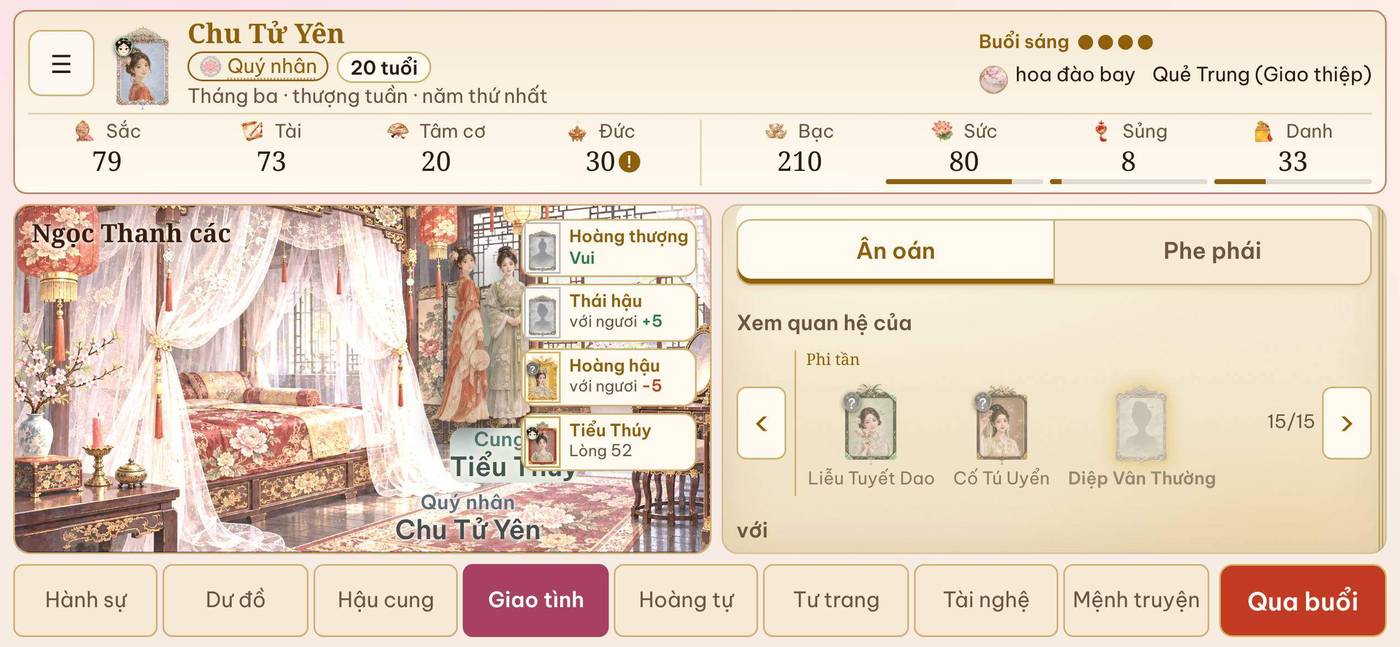 ☰
Chu Tử Yên
Quý nhân
20 tuổi
Tháng ba · thượng tuần · năm thứ nhất
Buổi sáng
hoa đào bay Quẻ Trung (Giao thiệp)
Sắc
79
Tài
73
Tâm cơ
20
Đức
30 !
Bạc
210
Sức
80
Sủng
8
Danh
33
Ngọc Thanh các
Hoàng thượng
Vui
Thái hậu
với ngươi +5
Hoàng hậu
với ngươi -5
Tiểu Thúy
Lòng 52
Cung
Tiểu Thúy
Quý nhân
Chu Tử Yên
Ân oán
Phe phái
Xem quan hệ của
Phi tần
‹
?
?
Liễu Tuyết Dao
Cố Tú Uyển
Diệp Vân Thường
15/15
›
với
Hành sự
Dư đồ
Hậu cung
Giao tình
Hoàng tự
Tư trang
Tài nghệ
Mệnh truyện
Qua buổi